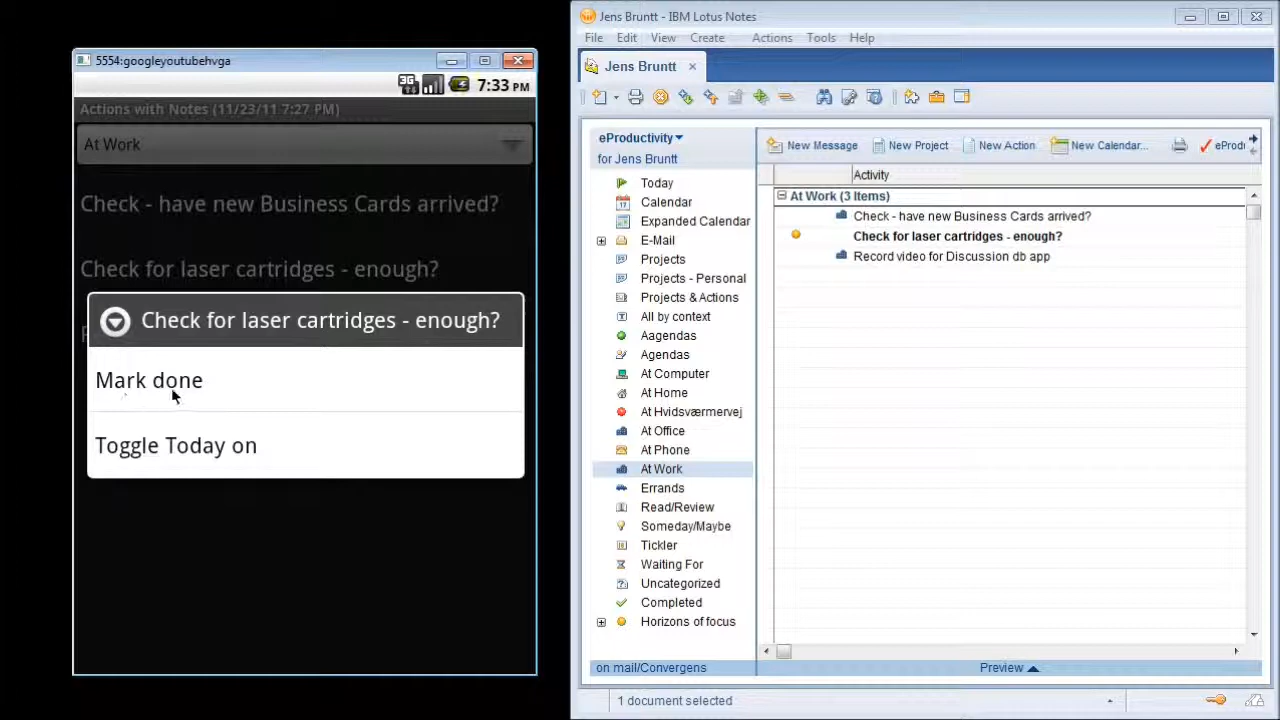 5554:googleyoutubehvga
3G 7:33 PM
Actions with Notes (11/23/11 7:27 PM)
At Work
Check - have new Business Cards arrived?
Check for laser cartridges - enough?
Check for laser cartridges - enough?
Mark done
Toggle Today on
Jens Bruntt - IBM Lotus Notes
File Edit View Create Actions Tools Help
Jens Bruntt
eProductivity
for Jens Bruntt
New Message New Project New Action New Calendar... eProdu
Activity
Today
Calendar
Expanded Calendar
E-Mail
Projects
Projects - Personal
Projects & Actions
All by context
Aagendas
Agendas
At Computer
At Home
At Hvidsværmervej
At Office
At Phone
At Work
Errands
Read/Review
Someday/Maybe
Tickler
Waiting For
Uncategorized
Completed
Horizons of focus
on mail/Convergens
At Work (3 Items)
Check - have new Business Cards arrived?
Check for laser cartridges - enough?
Record video for Discussion db app
Preview
1 document selected